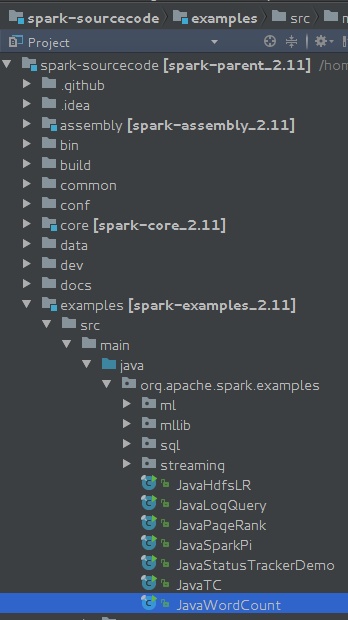 spark-sourcecode examples src m
Project
spark-sourcecode [spark-parent_2.11] /hom
.github
.idea
assembly [spark-assembly_2.11]
bin
build
common
conf
core [spark-core_2.11]
data
dev
docs
examples [spark-examples_2.11]
src
main
java
org.apache.spark.examples
ml
mllib
sql
streaming
JavaHdfsLR
JavaLogQuery
JavaPageRank
JavaSparkPi
JavaStatusTrackerDemo
JavaTC
JavaWordCount